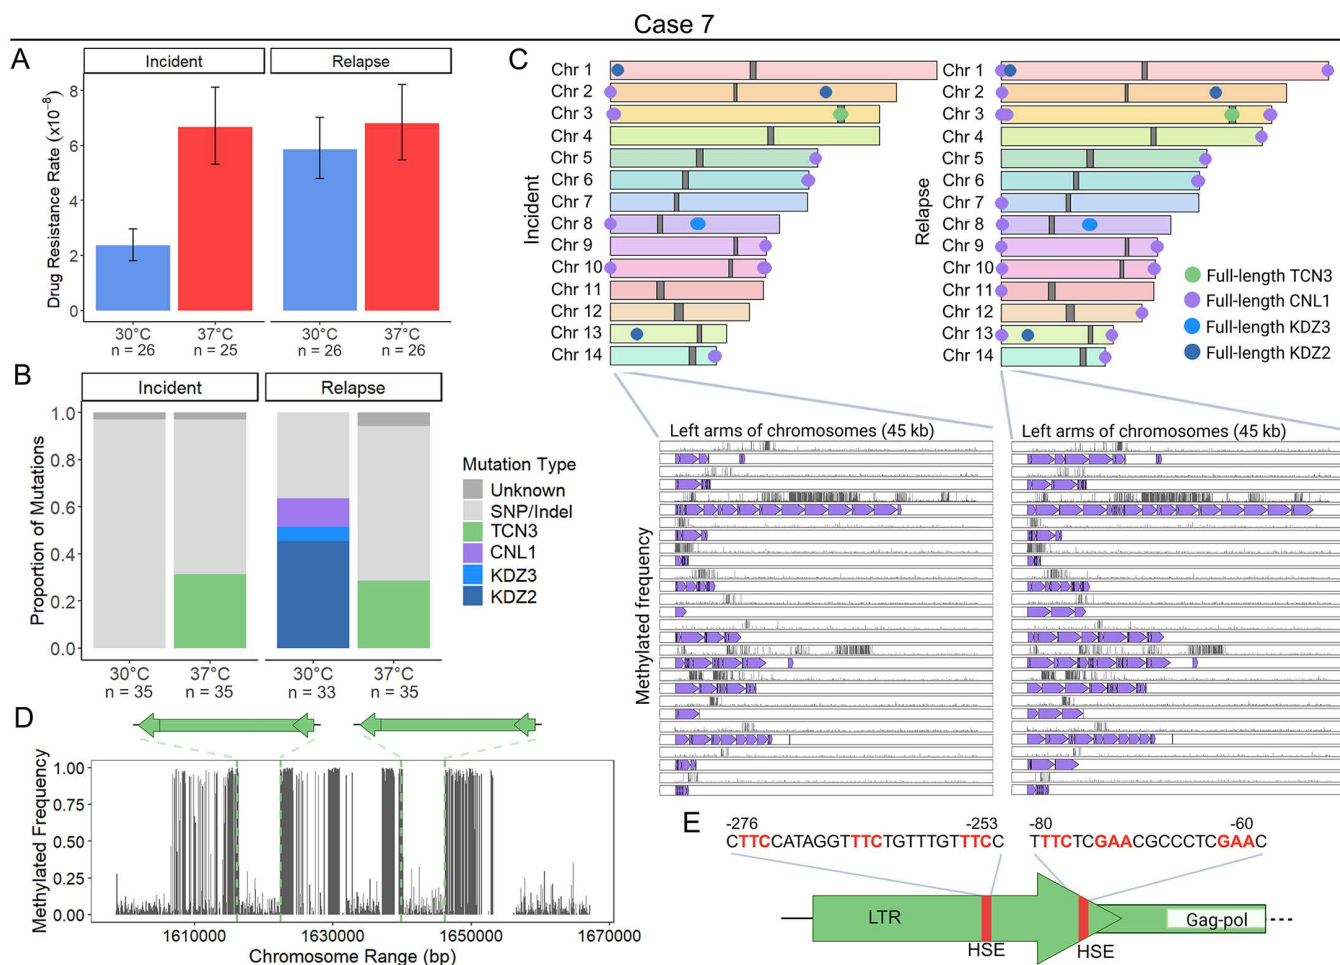 Case 7
A
Incident
Relapse
Drug Resistance Rate (x10⁻⁸)
8
6
4
2
0
30°C
n = 26
37°C
n = 25
30°C
n = 26
37°C
n = 26
B
Incident
Relapse
Proportion of Mutations
1.0
0.8
0.6
0.4
0.2
0.0
30°C
n = 35
37°C
n = 35
30°C
n = 33
37°C
n = 35
Mutation Type
Unknown
SNP/Indel
TCN3
CNL1
KDZ3
KDZ2
C
Incident
Chr 1
Chr 2
Chr 3
Chr 4
Chr 5
Chr 6
Chr 7
Chr 8
Chr 9
Chr 10
Chr 11
Chr 12
Chr 13
Chr 14
Relapse
Chr 1
Chr 2
Chr 3
Chr 4
Chr 5
Chr 6
Chr 7
Chr 8
Chr 9
Chr 10
Chr 11
Chr 12
Chr 13
Chr 14
Full-length TCN3
Full-length CNL1
Full-length KDZ3
Full-length KDZ2
Left arms of chromosomes (45 kb)
Left arms of chromosomes (45 kb)
Methylated frequency
D
Methylated Frequency
1.00
0.75
0.50
0.25
0.00
1610000
1630000
1650000
1670000
Chromosome Range (bp)
E
-276
-253
-80
-60
CTTCCATAGGTTTCTGTTTGTTTCC
TTTCTCGAACGCCCTCGAAC
LTR
HSE
HSE
Gag-pol